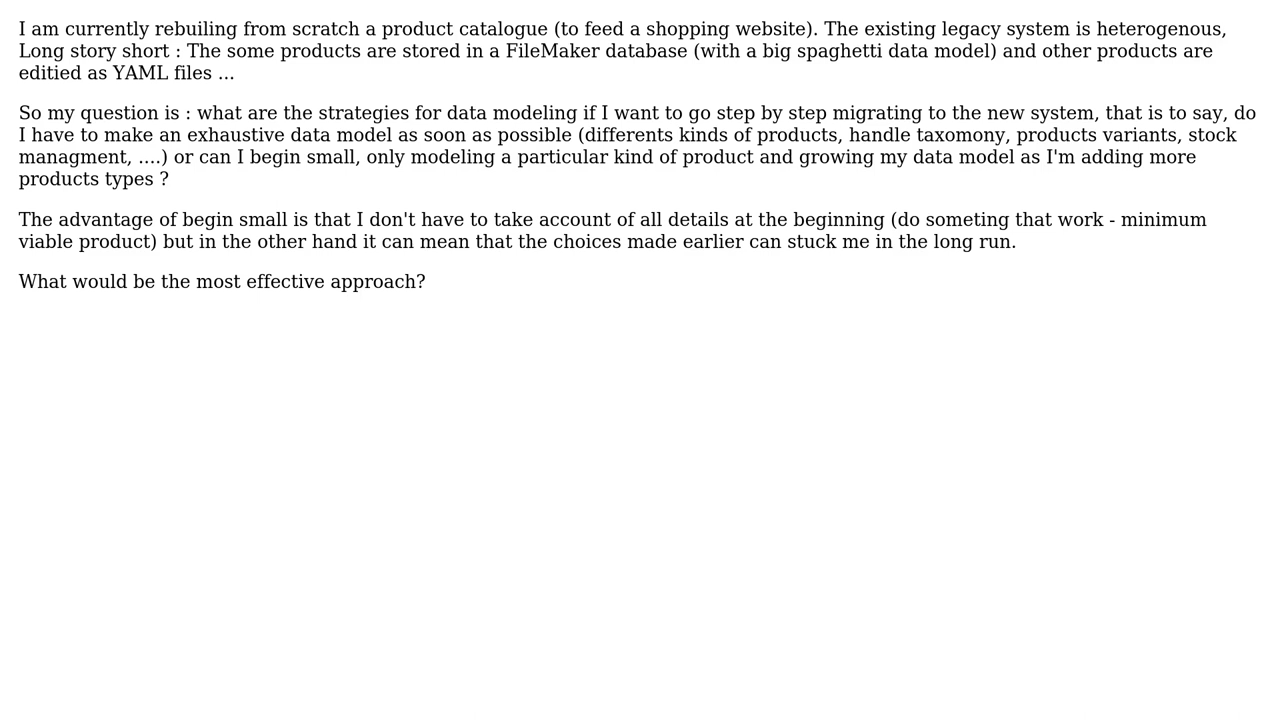 I am currently rebuiling from scratch a product catalogue (to feed a shopping website). The existing legacy system is heterogenous,
Long story short : The some products are stored in a FileMaker database (with a big spaghetti data model) and other products are
editied as YAML files ...
So my question is : what are the strategies for data modeling if I want to go step by step migrating to the new system, that is to say, do
I have to make an exhaustive data model as soon as possible (differents kinds of products, handle taxomony, products variants, stock
managment, ....) or can I begin small, only modeling a particular kind of product and growing my data model as I'm adding more
products types ?
The advantage of begin small is that I don't have to take account of all details at the beginning (do someting that work - minimum
viable product) but in the other hand it can mean that the choices made earlier can stuck me in the long run.
What would be the most effective approach?